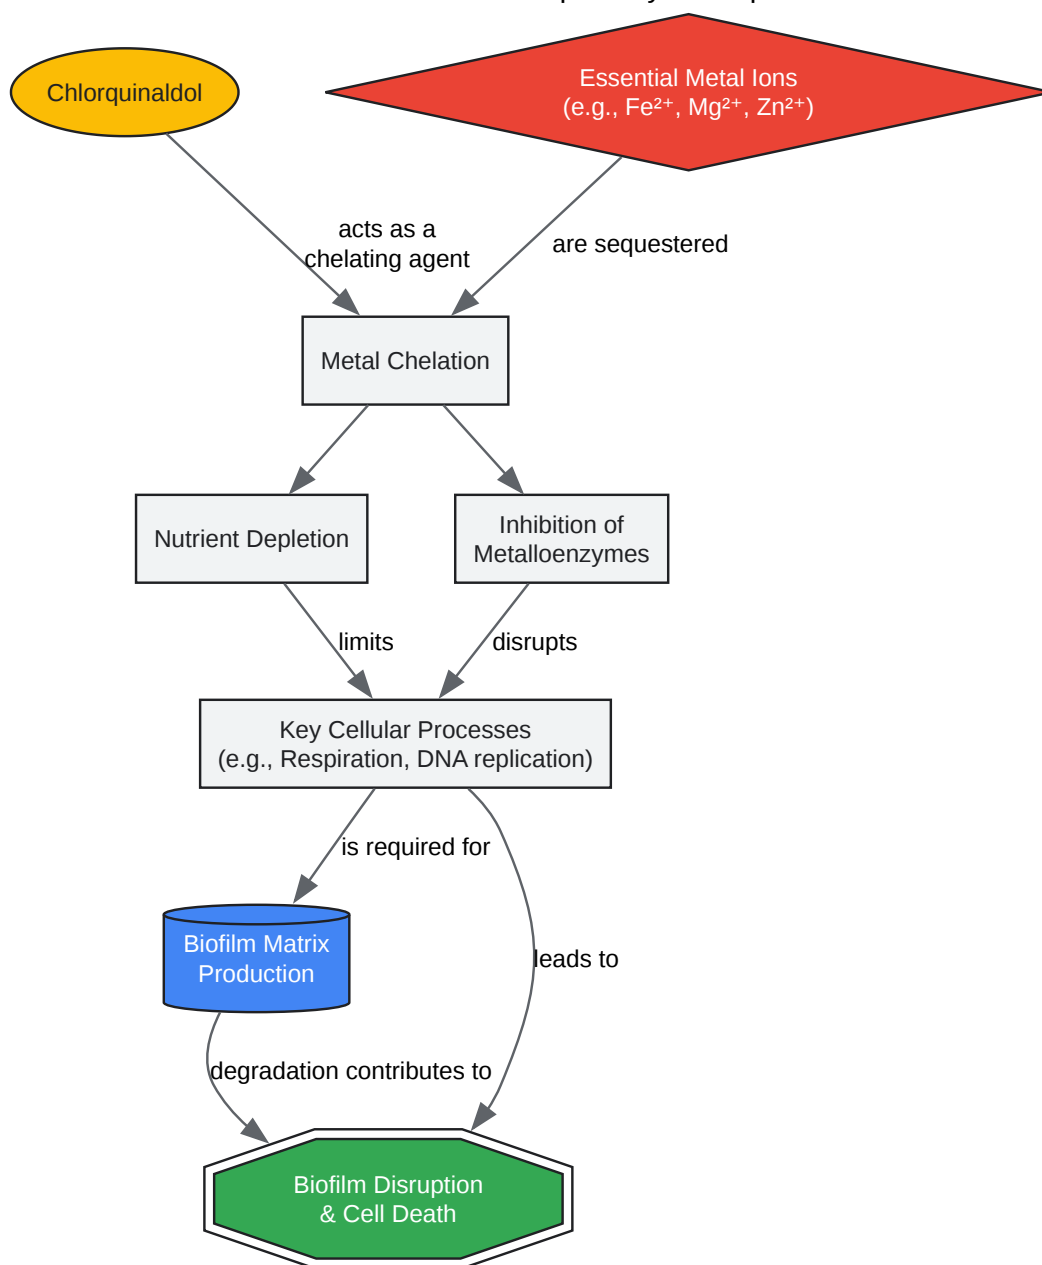 Chlorquinaldol
Essential Metal Ions
(e.g., Fe²⁺, Mg²⁺, Zn²⁺)
acts as a
chelating agent
are sequestered
Metal Chelation
Nutrient Depletion
Inhibition of
Metalloenzymes
limits
disrupts
Key Cellular Processes
(e.g., Respiration, DNA replication)
is required for
Biofilm Matrix
Production
leads to
degradation contributes to
Biofilm Disruption
& Cell Death